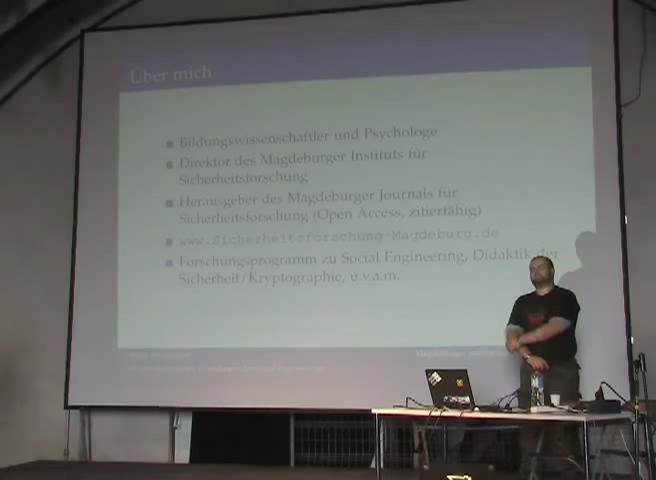 Über mich
Bildungswissenschaftler und Psychologe
Direktor des Magdeburger Instituts für
Sicherheitsforschung
Herausgeber des Magdeburger Journals für
Sicherheitsforschung (Open Access, zitierfähig)
www.Sicherheitsforschung-Magdeburg.de
Forschungsprogramm zu Social Engineering, Didaktik der
Sicherheit/Kryptographie, u.v.a.m.
Magdeburger